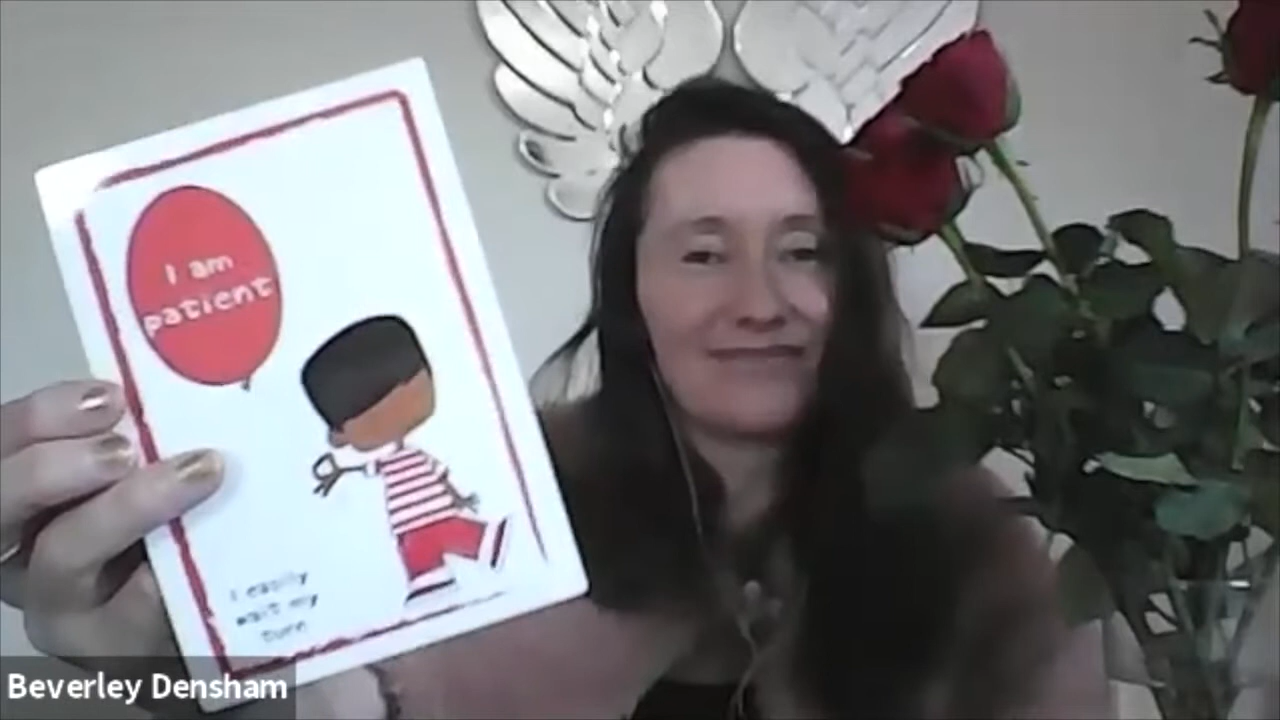 I am
patient
I easily
wait my
turn
Beverley Densham